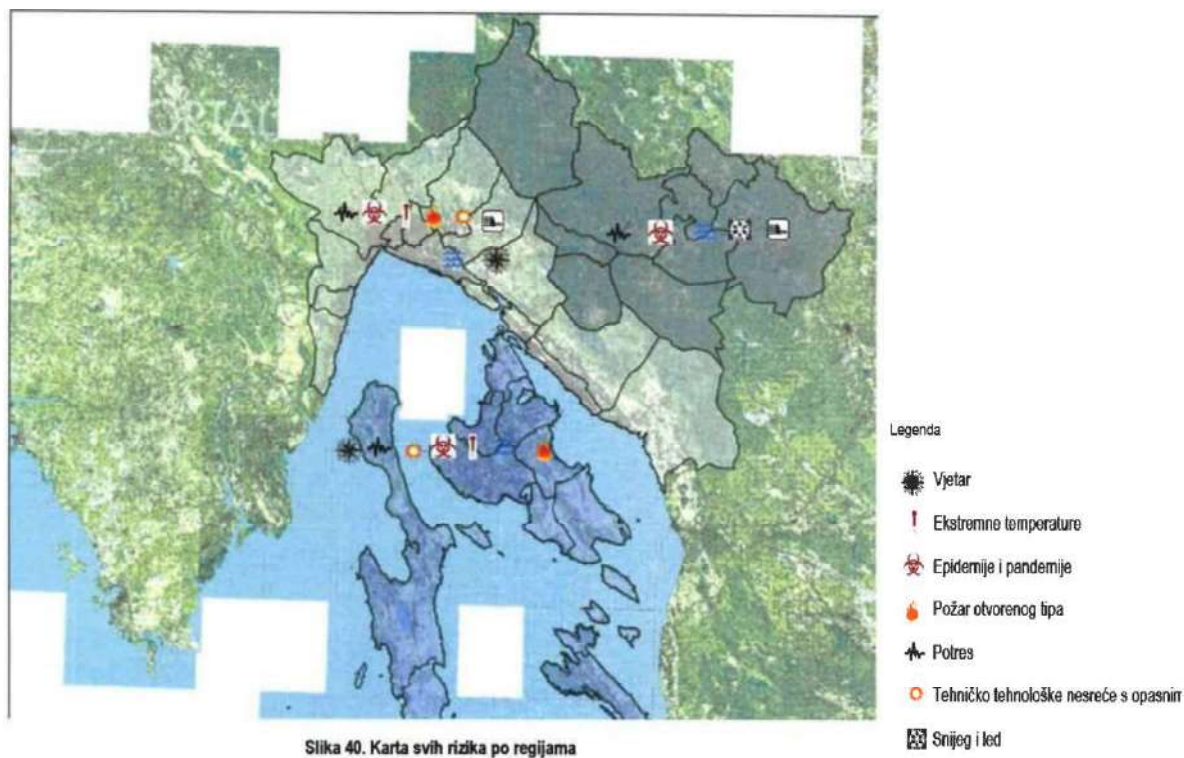 Legenda
Vjetar
Ekstremne temperature
Epidemije i pandemije
Požar otvorenog tipa
Potres
Tehničko tehnološke nesreće s opasnim
Snijeg i led
Slika 40. Karta svih rizika po regijama